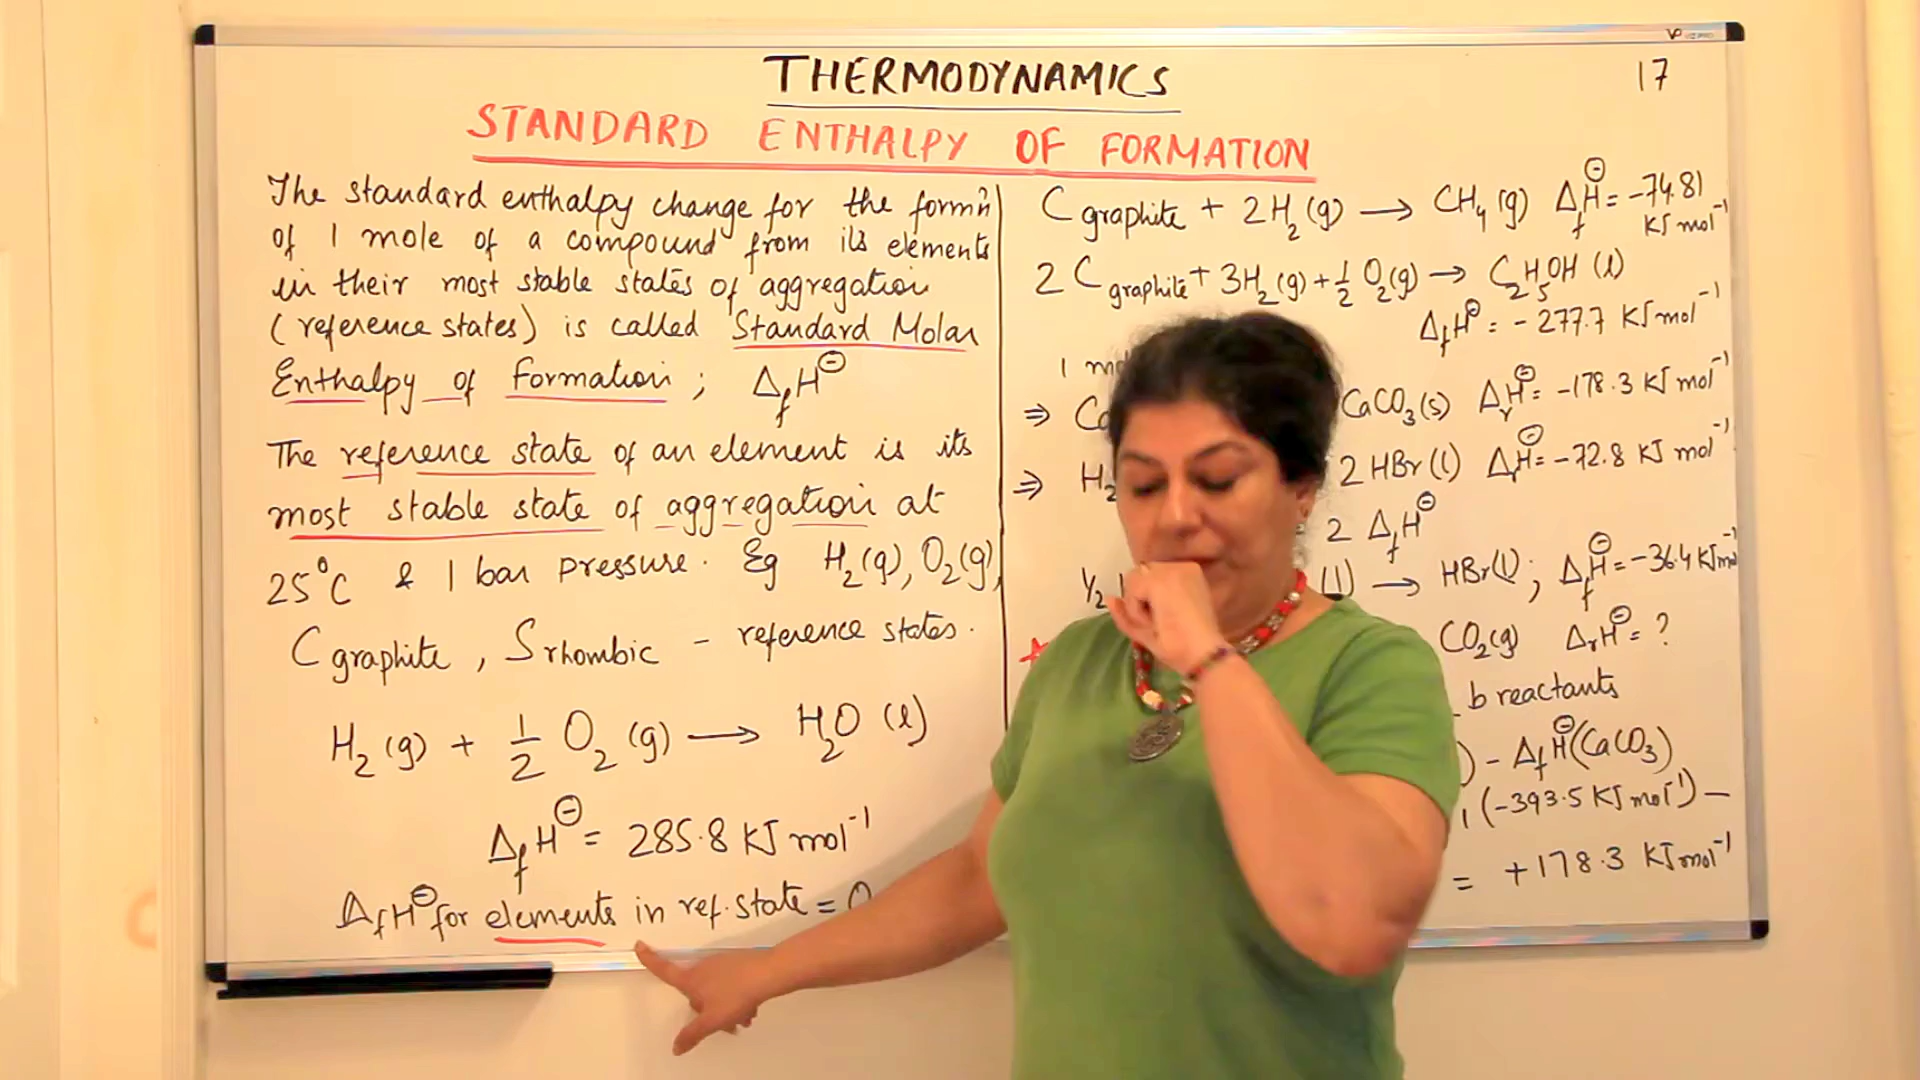 THERMODYNAMICS
17
STANDARD ENTHALPY OF FORMATION
The standard enthalpy change for the form'n
of 1 mole of a compound from its elements
in their most stable states of aggregation
(reference states) is called Standard Molar
Enthalpy of formation ; ΔfH⊖
The reference state of an element is its
most stable state of aggregation at
25°C & 1 bar pressure. Eg H₂(g), O₂(g),
C graphite , S rhombic - reference states.
H₂(g) + 1/2 O₂(g) ⟶ H₂O (l)
ΔfH⊖ = 285.8 KJ mol⁻¹
ΔfH⊖ for elements in ref. state = 0
C graphite + 2H₂(g) ⟶ CH₄(g) ΔfH⊖ = -74.81 KJ mol⁻¹
2 C graphite + 3H₂(g) + 1/2 O₂(g) → C₂H₅OH (l)
ΔfH⊖ = - 277.7 KJ mol⁻¹
1
⇒ CaCO₃(s) ΔrH⊖ = -178.3 KJ mol⁻¹
⇒ H₂ 2 HBr(l) ΔrH⊖ = -72.8 KJ mol⁻¹
2 ΔfH⊖
1/2 (l) → HBr(l) ; ΔfH⊖ = -36.4 KJ mo
CO₂(g) ΔrH⊖ = ?
b reactants
) - ΔfH⊖(CaCO₃)
(-393.5 KJ mol⁻¹) -
= +178.3 KJ mol⁻¹